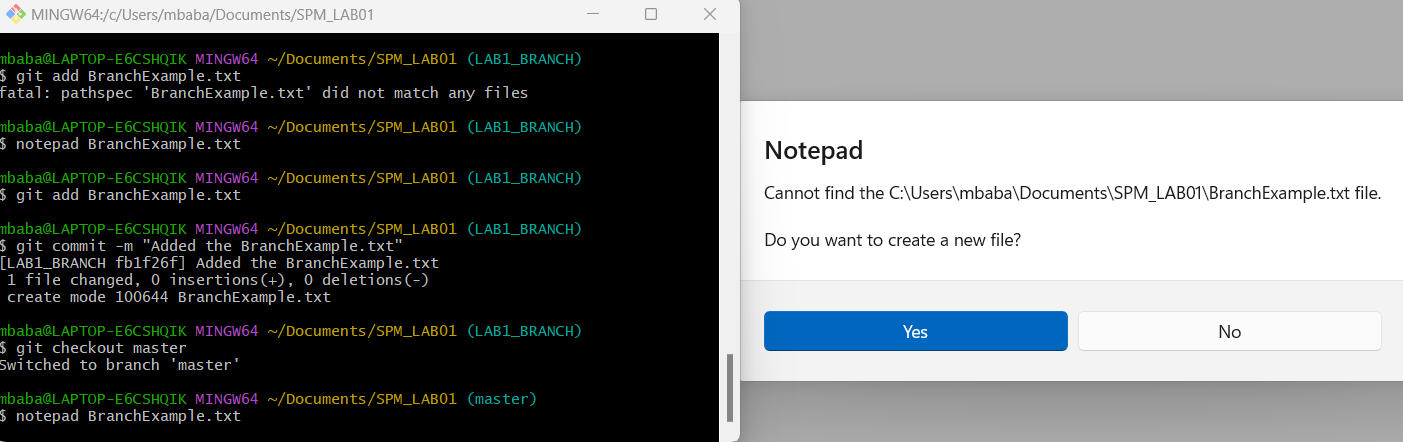 MINGW64:/c/Users/mbaba/Documents/SPM_LAB01
mbaba@LAPTOP-E6CSHQIK MINGW64 ~/Documents/SPM_LAB01 (LAB1_BRANCH)
$ git add BranchExample.txt
fatal: pathspec 'BranchExample.txt' did not match any files
mbaba@LAPTOP-E6CSHQIK MINGW64 ~/Documents/SPM_LAB01 (LAB1_BRANCH)
$ notepad BranchExample.txt
mbaba@LAPTOP-E6CSHQIK MINGW64 ~/Documents/SPM_LAB01 (LAB1_BRANCH)
$ git add BranchExample.txt
mbaba@LAPTOP-E6CSHQIK MINGW64 ~/Documents/SPM_LAB01 (LAB1_BRANCH)
$ git commit -m "Added the BranchExample.txt"
[LAB1_BRANCH fb1f26f] Added the BranchExample.txt
1 file changed, 0 insertions(+), 0 deletions(-)
create mode 100644 BranchExample.txt
mbaba@LAPTOP-E6CSHQIK MINGW64 ~/Documents/SPM_LAB01 (LAB1_BRANCH)
$ git checkout master
Switched to branch 'master'
mbaba@LAPTOP-E6CSHQIK MINGW64 ~/Documents/SPM_LAB01 (master)
$ notepad BranchExample.txt
Notepad
Cannot find the C:\Users\mbaba\Documents\SPM_LAB01\BranchExample.txt file.
Do you want to create a new file?
Yes
No